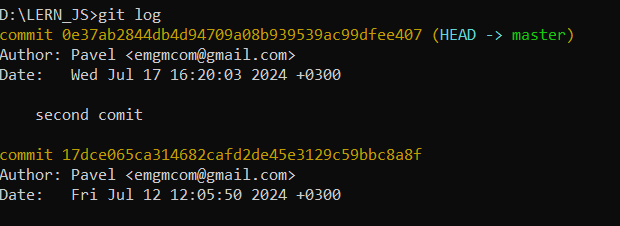 D:\LERN_JS>git log
commit 0e37ab2844db4d94709a08b939539ac99dfee407 (HEAD -> master)
Author: Pavel <emgmcom@gmail.com>
Date:   Wed Jul 17 16:20:03 2024 +0300
    second comit
commit 17dce065ca314682cafd2de45e3129c59bbc8a8f
Author: Pavel <emgmcom@gmail.com>
Date:   Fri Jul 12 12:05:50 2024 +0300